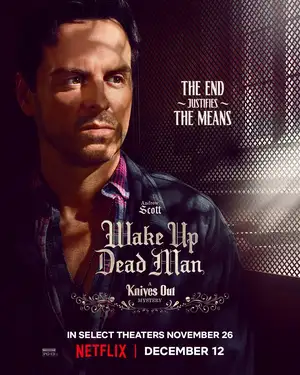 THE END
JUSTIFIES
THE MEANS
Andrew
Scott
Wake Up
Dead Man
A
Knives Out
MYSTERY
IN SELECT THEATERS NOVEMBER 26
NETFLIX | DECEMBER 12